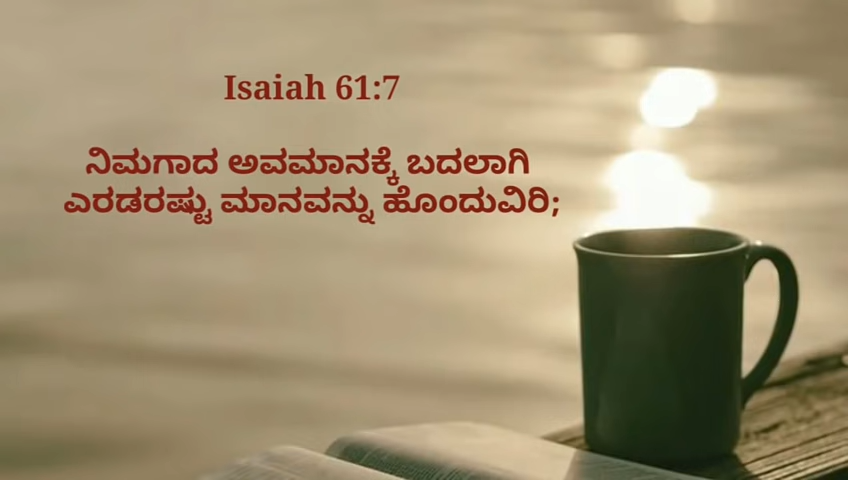 Isaiah 61:7
ನಿಮಗಾದ ಅವಮಾನಕ್ಕೆ ಬದಲಾಗಿ
ಎರಡರಷ್ಟು ಮಾನವನ್ನು ಹೊಂದುವಿರಿ;